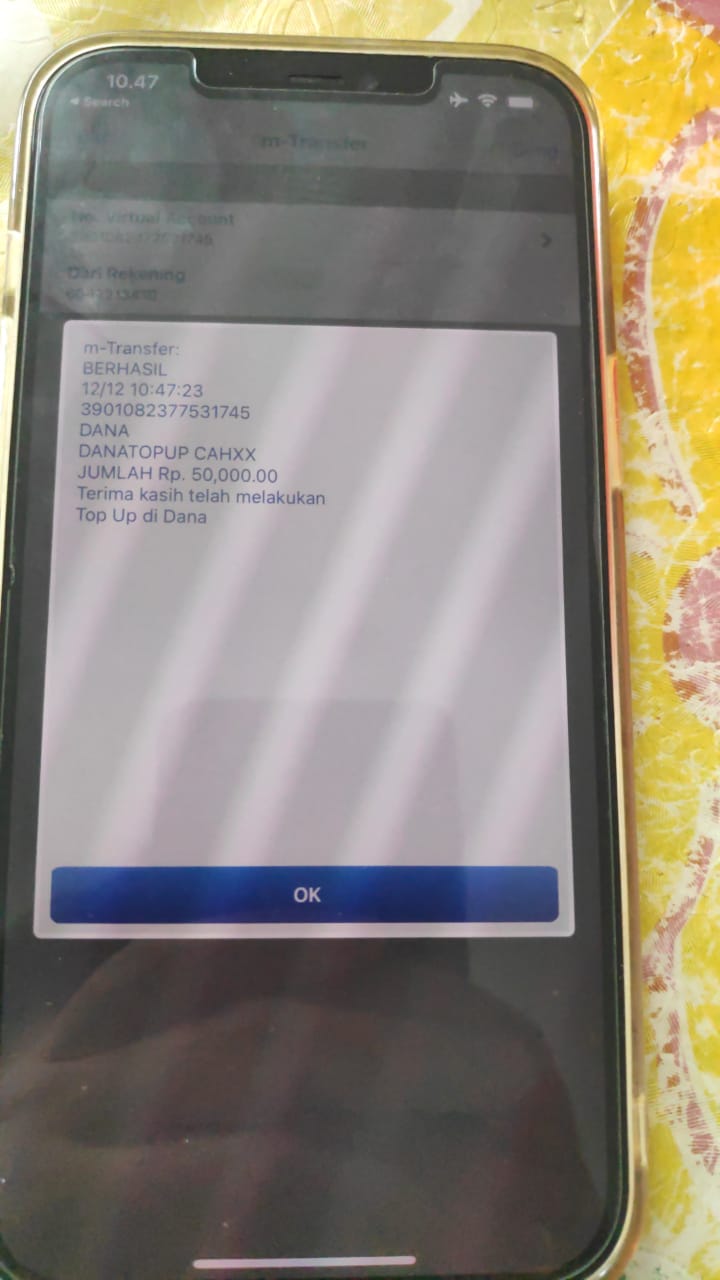 10.47
Search
m-Transfer
No. Virtual Account
Dari Rekening
m-Transfer:
BERHASIL
12/12 10:47:23
3901082377531745
DANA
DANATOPUP CAHXX
JUMLAH Rp. 50,000.00
Terima kasih telah melakukan
Top Up di Dana
OK